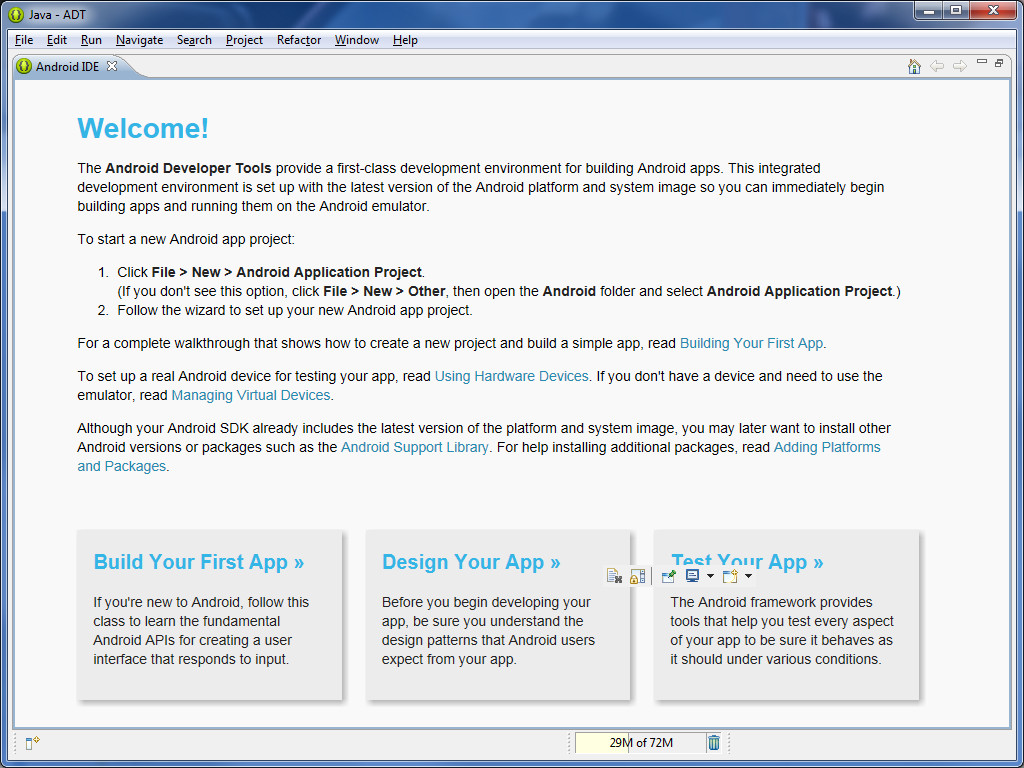 Java - ADT
File Edit Run Navigate Search Project Refactor Window Help
Android IDE
Welcome!
The Android Developer Tools provide a first-class development environment for building Android apps. This integrated
development environment is set up with the latest version of the Android platform and system image so you can immediately begin
building apps and running them on the Android emulator.
To start a new Android app project:
1. Click File > New > Android Application Project.
(If you don't see this option, click File > New > Other, then open the Android folder and select Android Application Project.)
2. Follow the wizard to set up your new Android app project.
For a complete walkthrough that shows how to create a new project and build a simple app, read Building Your First App.
To set up a real Android device for testing your app, read Using Hardware Devices. If you don't have a device and need to use the
emulator, read Managing Virtual Devices.
Although your Android SDK already includes the latest version of the platform and system image, you may later want to install other
Android versions or packages such as the Android Support Library. For help installing additional packages, read Adding Platforms
and Packages.
Build Your First App »
If you're new to Android, follow this
class to learn the fundamental
Android APIs for creating a user
interface that responds to input.
Design Your App »
Before you begin developing your
app, be sure you understand the
design patterns that Android users
expect from your app.
Test Your App »
The Android framework provides
tools that help you test every aspect
of your app to be sure it behaves as
it should under various conditions.
29M of 72M